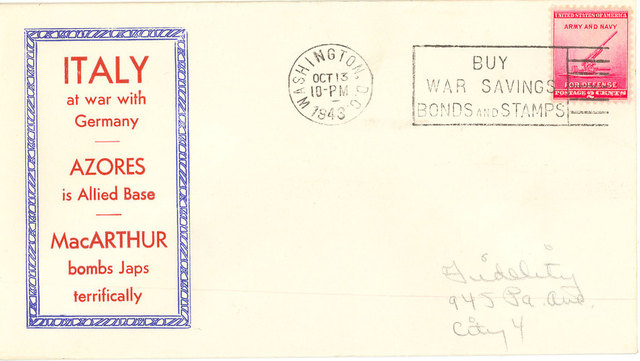 ITALY
at war with
Germany
AZORES
is Allied Base
MacARTHUR
bombs Japs
terrifically
WASHINGTON, D.C.
OCT 13
10-PM
1943
BUY
WAR SAVINGS
BONDS AND STAMPS
UNITED STATES OF AMERICA
ARMY AND NAVY
FOR DEFENSE
POSTAGE 2 CENTS
Fidelity
945 Pa. Ave.
City 4